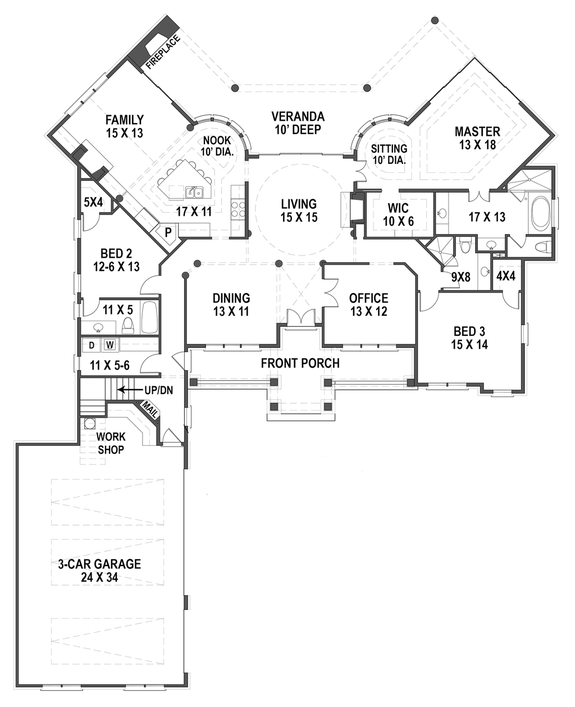 FIREPLACE
FAMILY
15 X 13
VERANDA
10' DEEP
NOOK
10' DIA.
SITTING
10' DIA.
MASTER
13 X 18
5X4
17 X 11
P
LIVING
15 X 15
WIC
10 X 6
17 X 13
BED 2
12-6 X 13
9X8
4X4
DINING
13 X 11
OFFICE
13 X 12
11 X 5
BED 3
15 X 14
D
W
11 X 5-6
FRONT PORCH
UP/DN
MAIL
WORK
SHOP
3-CAR GARAGE
24 X 34